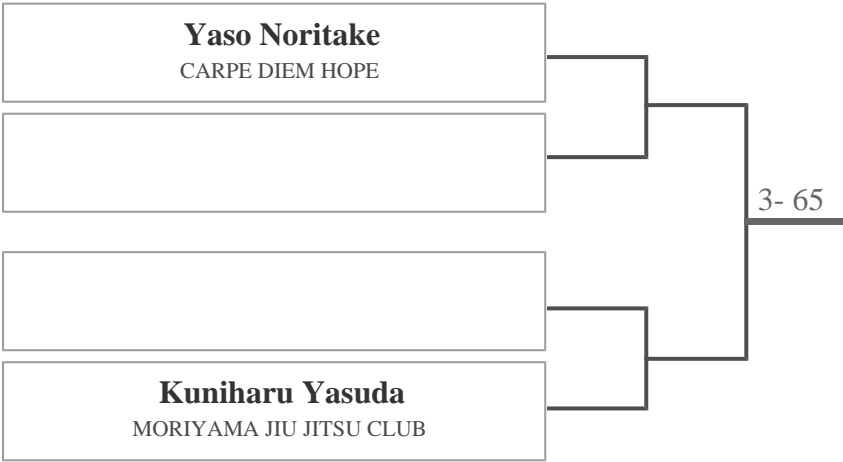 Yaso Noritake
CARPE DIEM HOPE
3- 65
Kuniharu Yasuda
MORIYAMA JIU JITSU CLUB